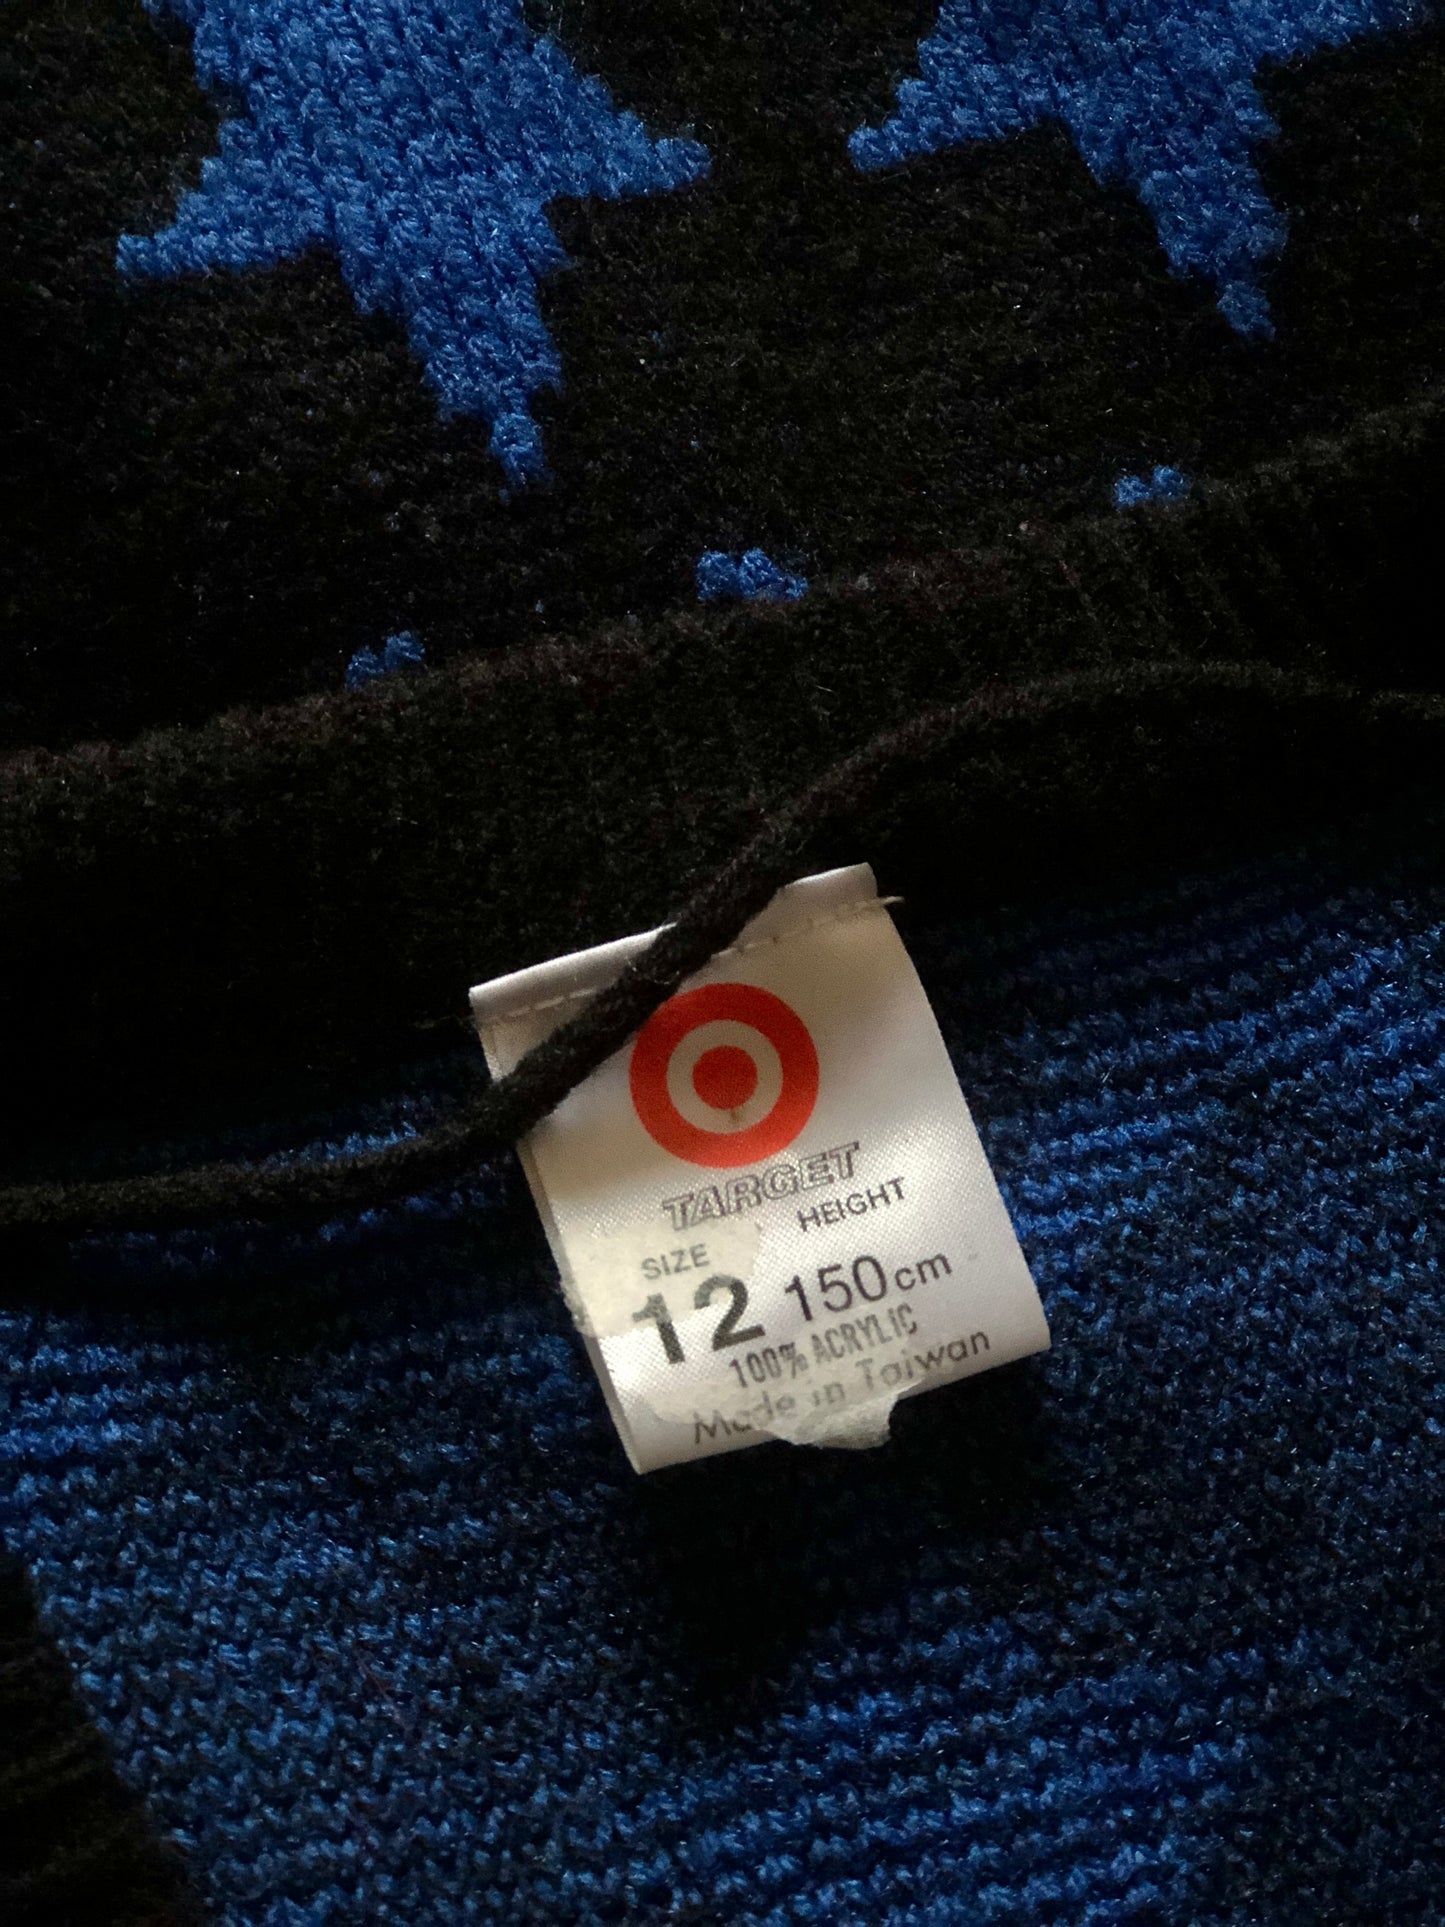 TARGET
SIZE HEIGHT
12 150cm
100% ACRYLIC
Made in Taiwan